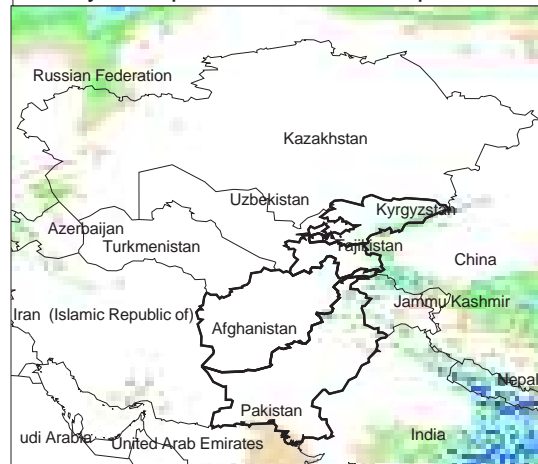 Russian Federation
Kazakhstan
Uzbekistan
Kyrgyzstan
Azerbaijan
Turkmenistan
Tajikistan
China
Jammu/Kashmir
Iran (Islamic Republic of)
Afghanistan
Nepal
Pakistan
udi Arabia
United Arab Emirates
India